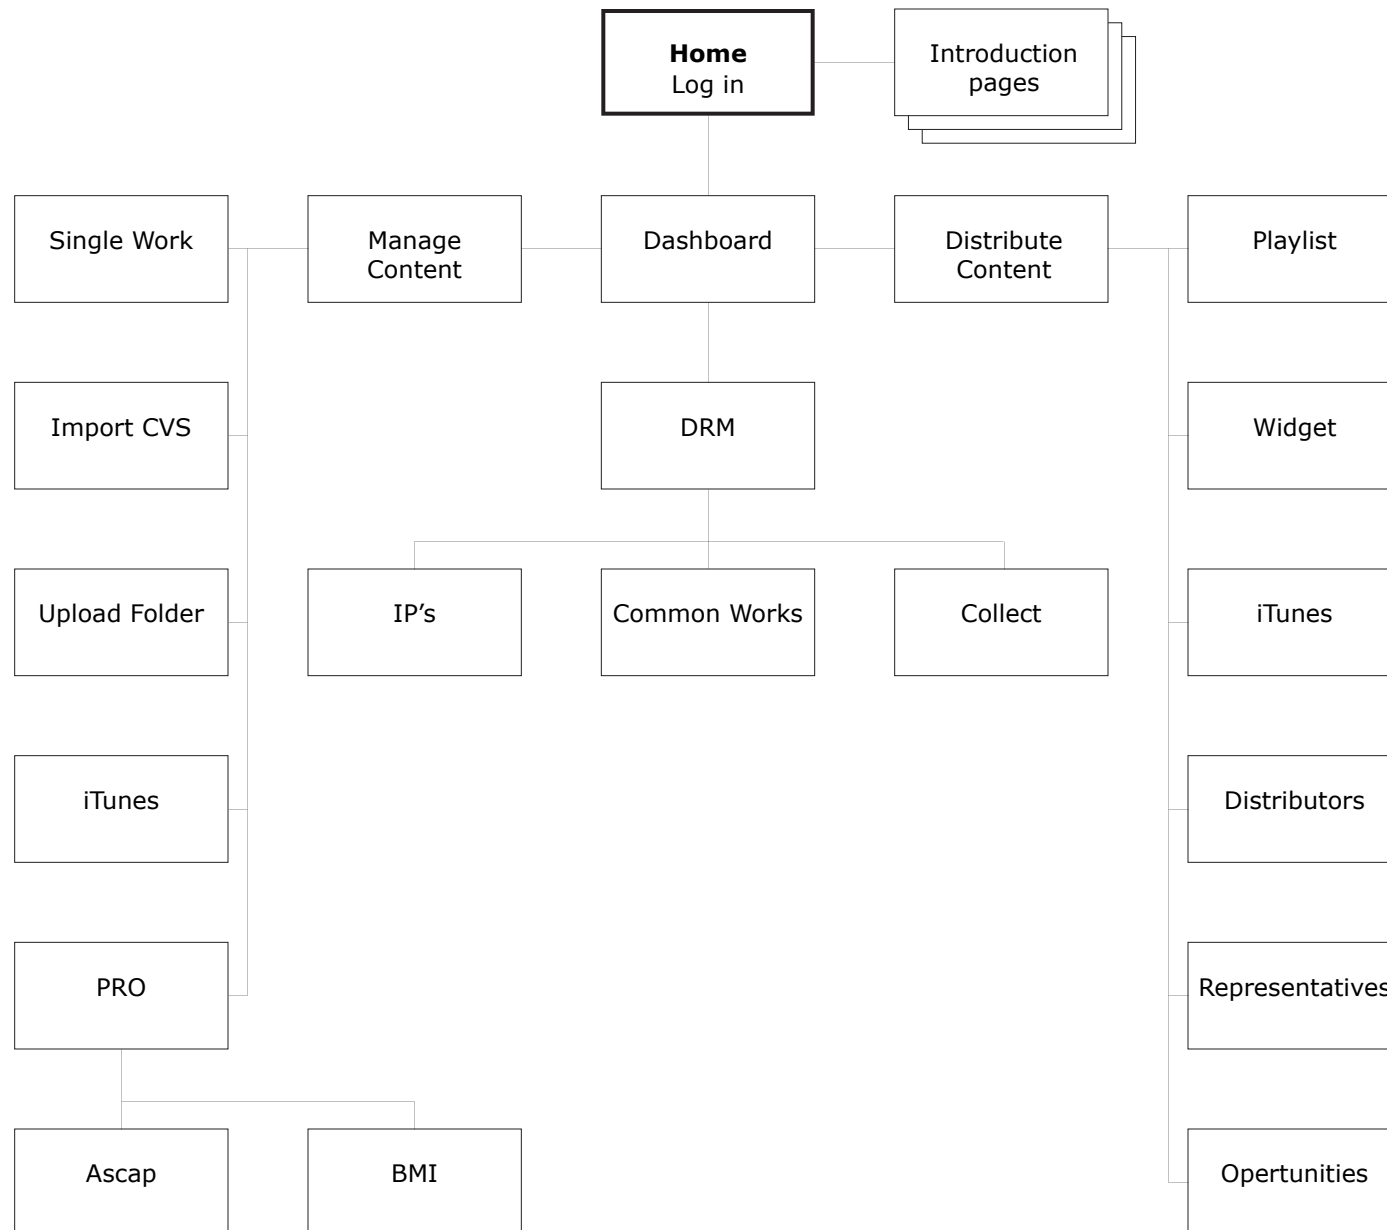 Home
Log in
Introduction
pages
Single Work
Manage
Content
Dashboard
Distribute
Content
Playlist
Import CVS
DRM
Widget
Upload Folder
IP’s
Common Works
Collect
iTunes
iTunes
Distributors
PRO
Representatives
Ascap
BMI
Opertunities